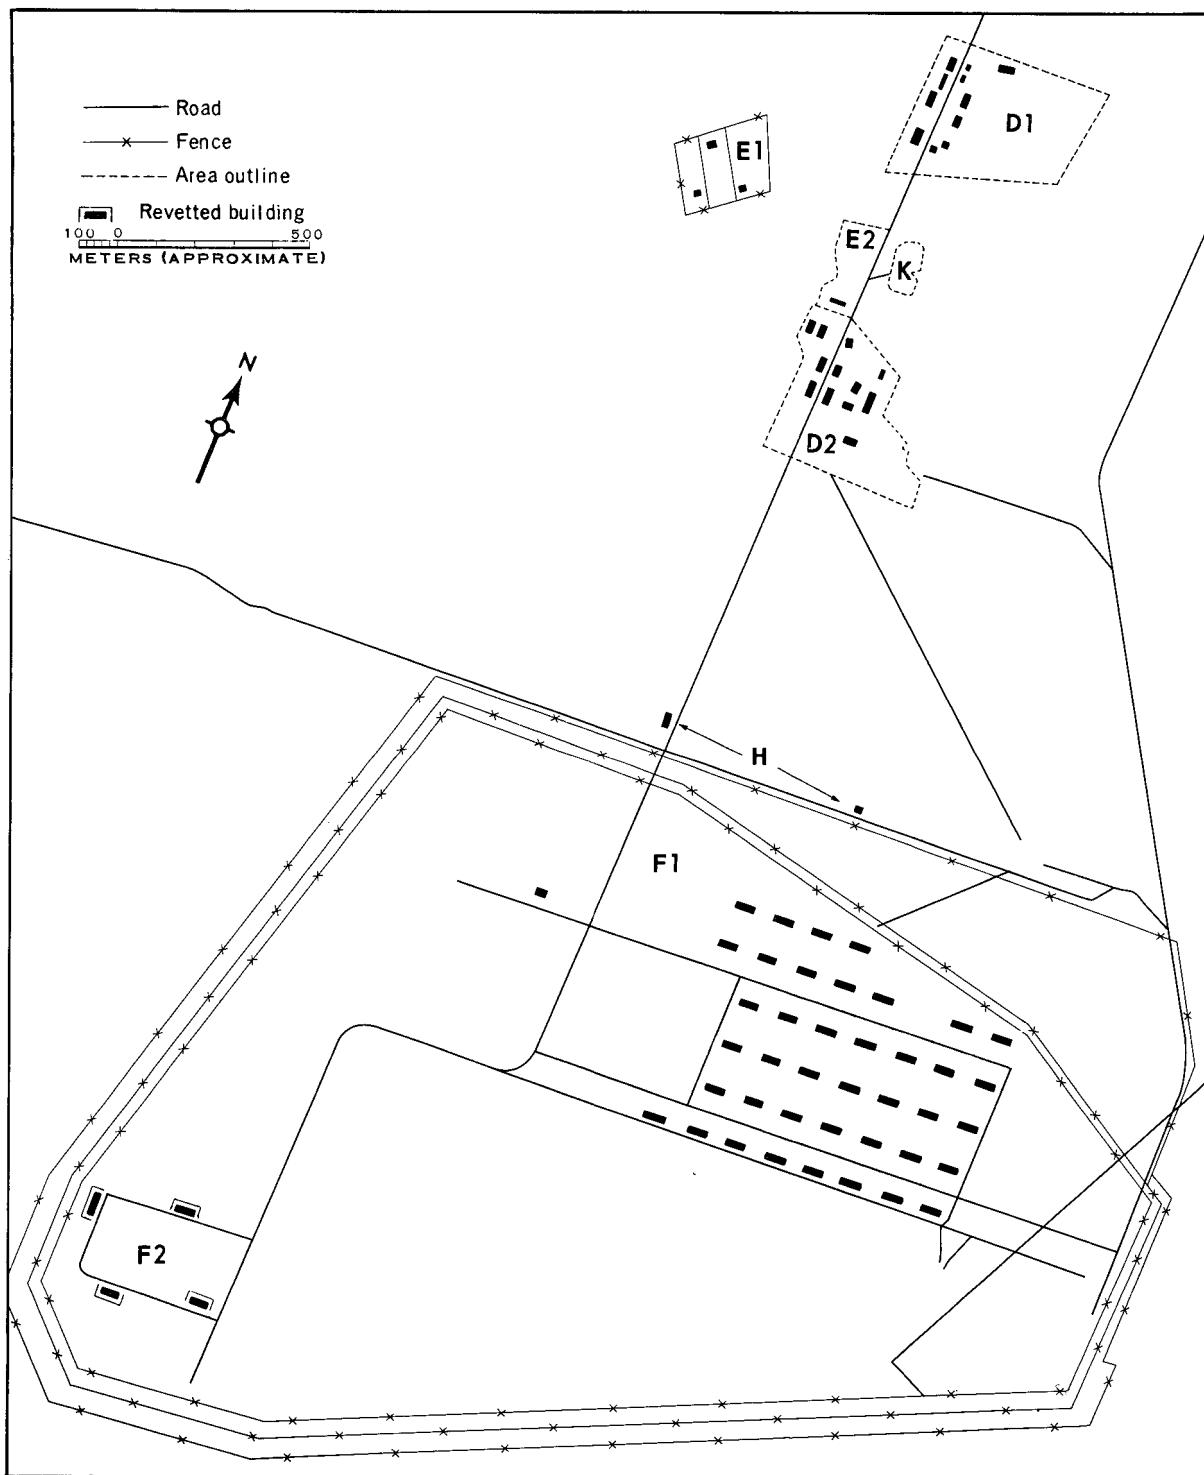 Road
Fence
Area outline
Revetted building
100 0 500
METERS (APPROXIMATE)
N
D1
E1
E2
K
D2
H
F1
F2